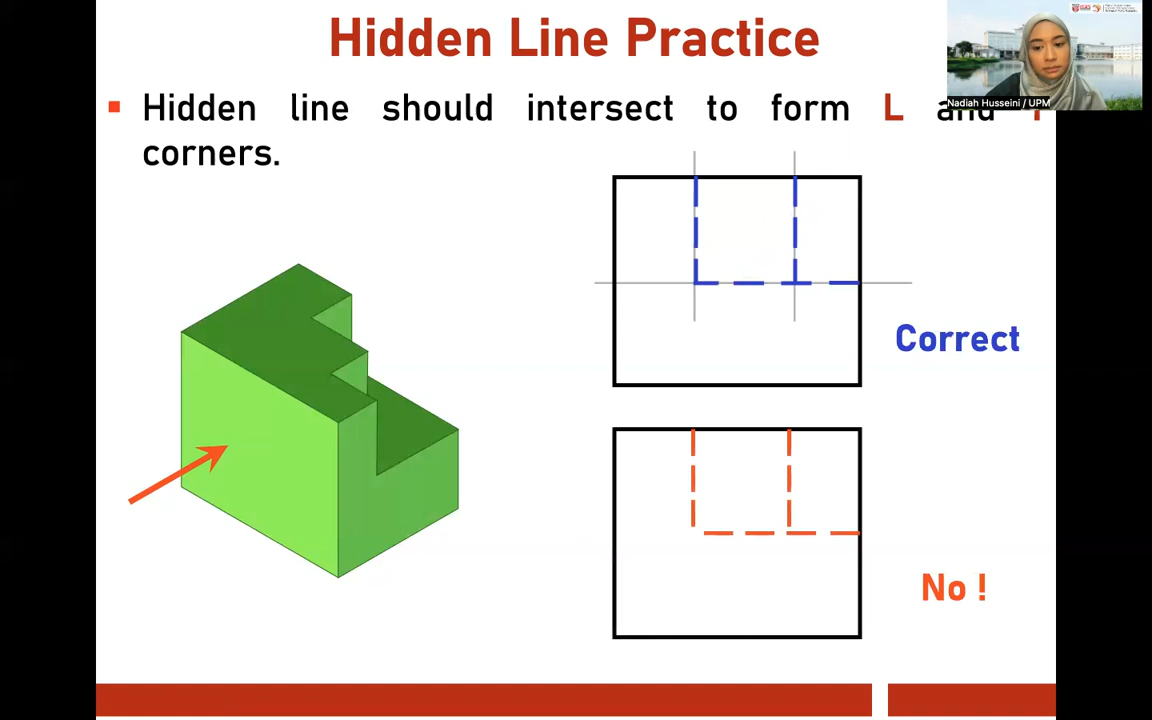 Hidden Line Practice
Nadiah Husseini / UPM
▪ Hidden line should intersect to form L and T
corners.
Correct
No !